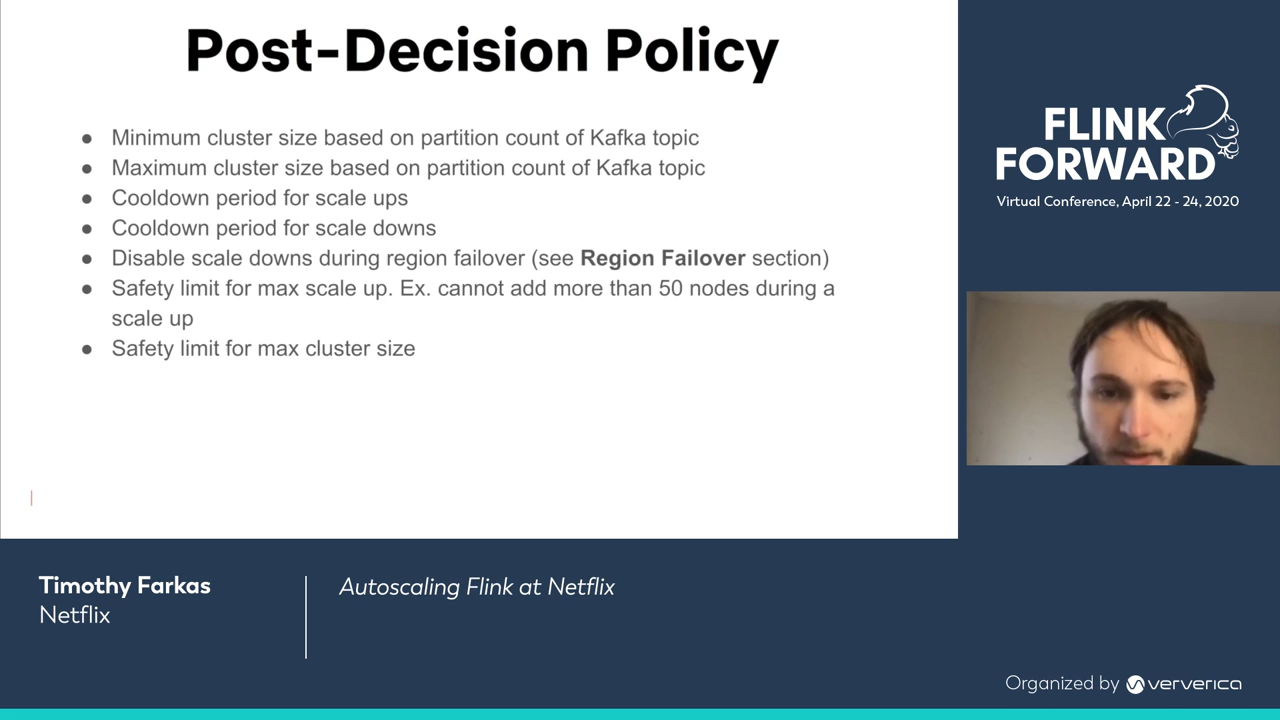 Post-Decision Policy
● Minimum cluster size based on partition count of Kafka topic
● Maximum cluster size based on partition count of Kafka topic
● Cooldown period for scale ups
● Cooldown period for scale downs
● Disable scale downs during region failover (see Region Failover section)
● Safety limit for max scale up. Ex. cannot add more than 50 nodes during a
scale up
● Safety limit for max cluster size
FLINK
FORWARD
Virtual Conference, April 22 - 24, 2020
Timothy Farkas
Netflix
Autoscaling Flink at Netflix
Organized by ververica